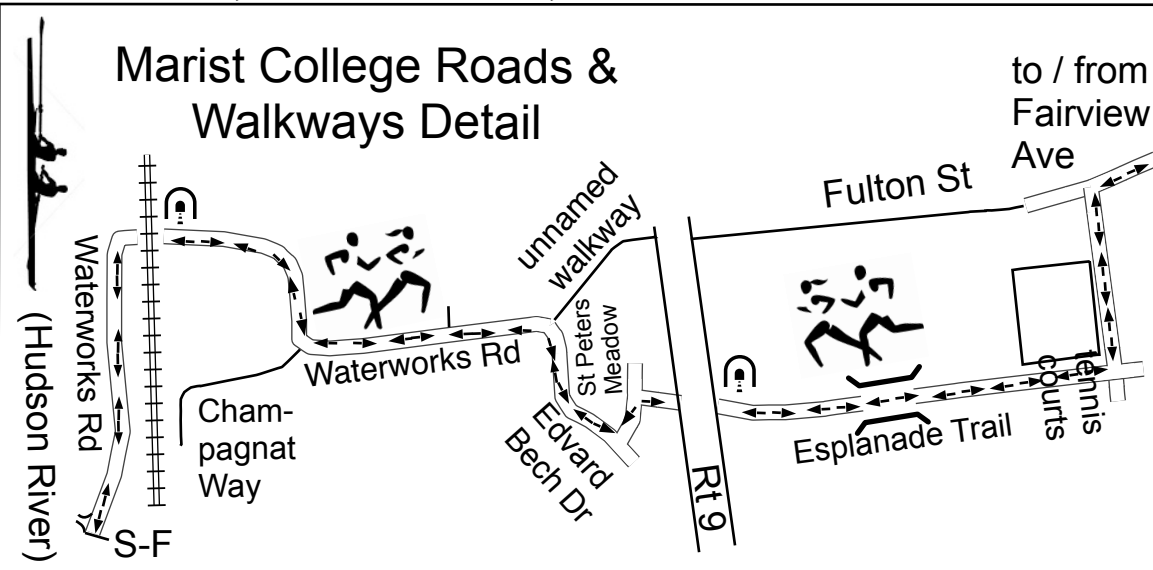 Marist College Roads &
Walkways Detail
to / from
Fairview
Ave
Fulton St
unnamed
walkway
Waterworks Rd
(Hudson River)
Waterworks Rd
St Peters
Meadow
Cham-
pagnat
Way
Edvard
Bech Dr
Rt 9
Esplanade Trail
tennis
courts
S-F